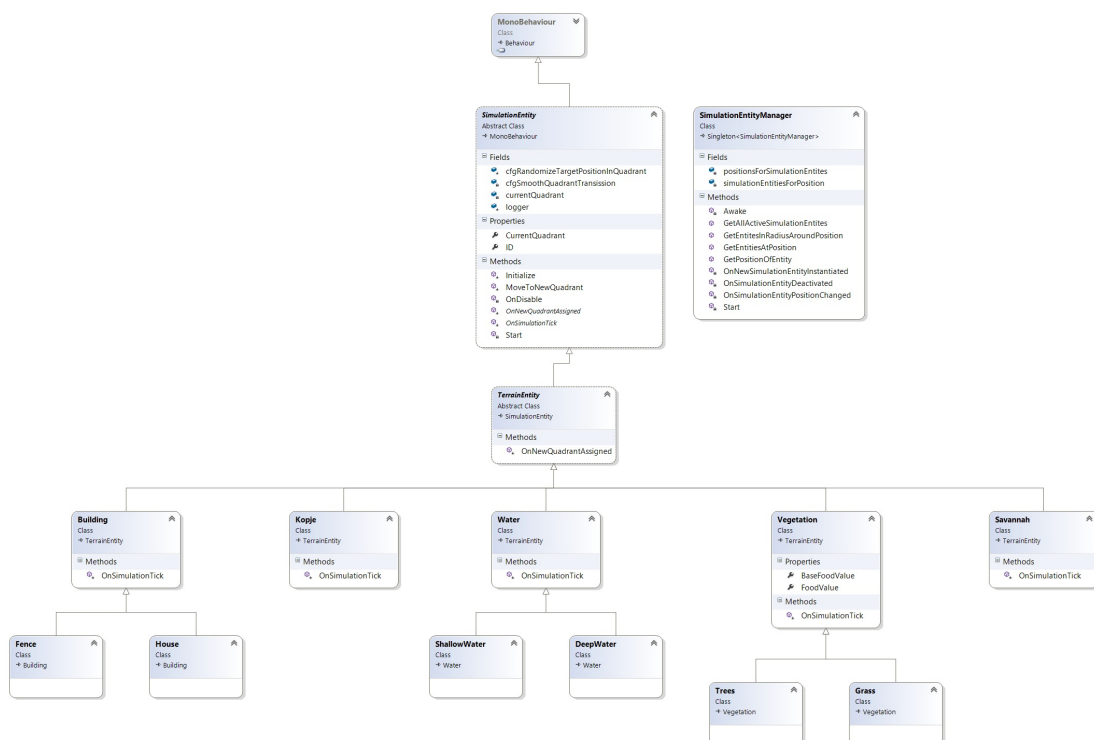 MonoBehaviour
Class
Behaviour
SimulationEntity
Abstract Class
MonoBehaviour
Fields
cfgRandomizeTargetPositionInQuadrant
cfgSmoothQuadrantTransission
currentQuadrant
logger
Properties
CurrentQuadrant
ID
Methods
Initialize
MoveToNewQuadrant
OnDisable
OnNewQuadrantAssigned
OnSimulationTick
Start
SimulationEntityManager
Class
Singleton<SimulationEntityManager>
Fields
positionsForSimulationEntites
simulationEntitiesForPosition
Methods
Awake
GetAllActiveSimulationEntites
GetEntitesInRadiusAroundPosition
GetEntitiesAtPosition
GetPositionOfEntity
OnNewSimulationEntityInstantiated
OnSimulationEntityDeactivated
OnSimulationEntityPositionChanged
Start
TerrainEntity
Abstract Class
SimulationEntity
Methods
OnNewQuadrantAssigned
Building
Class
TerrainEntity
Methods
OnSimulationTick
Kopje
Class
TerrainEntity
Methods
OnSimulationTick
Water
Class
TerrainEntity
Methods
OnSimulationTick
Vegetation
Class
TerrainEntity
Properties
BaseFoodValue
FoodValue
Methods
OnSimulationTick
Savannah
Class
TerrainEntity
Methods
OnSimulationTick
Fence
Class
Building
House
Class
Building
ShallowWater
Class
Water
DeepWater
Class
Water
Trees
Class
Vegetation
Grass
Class
Vegetation